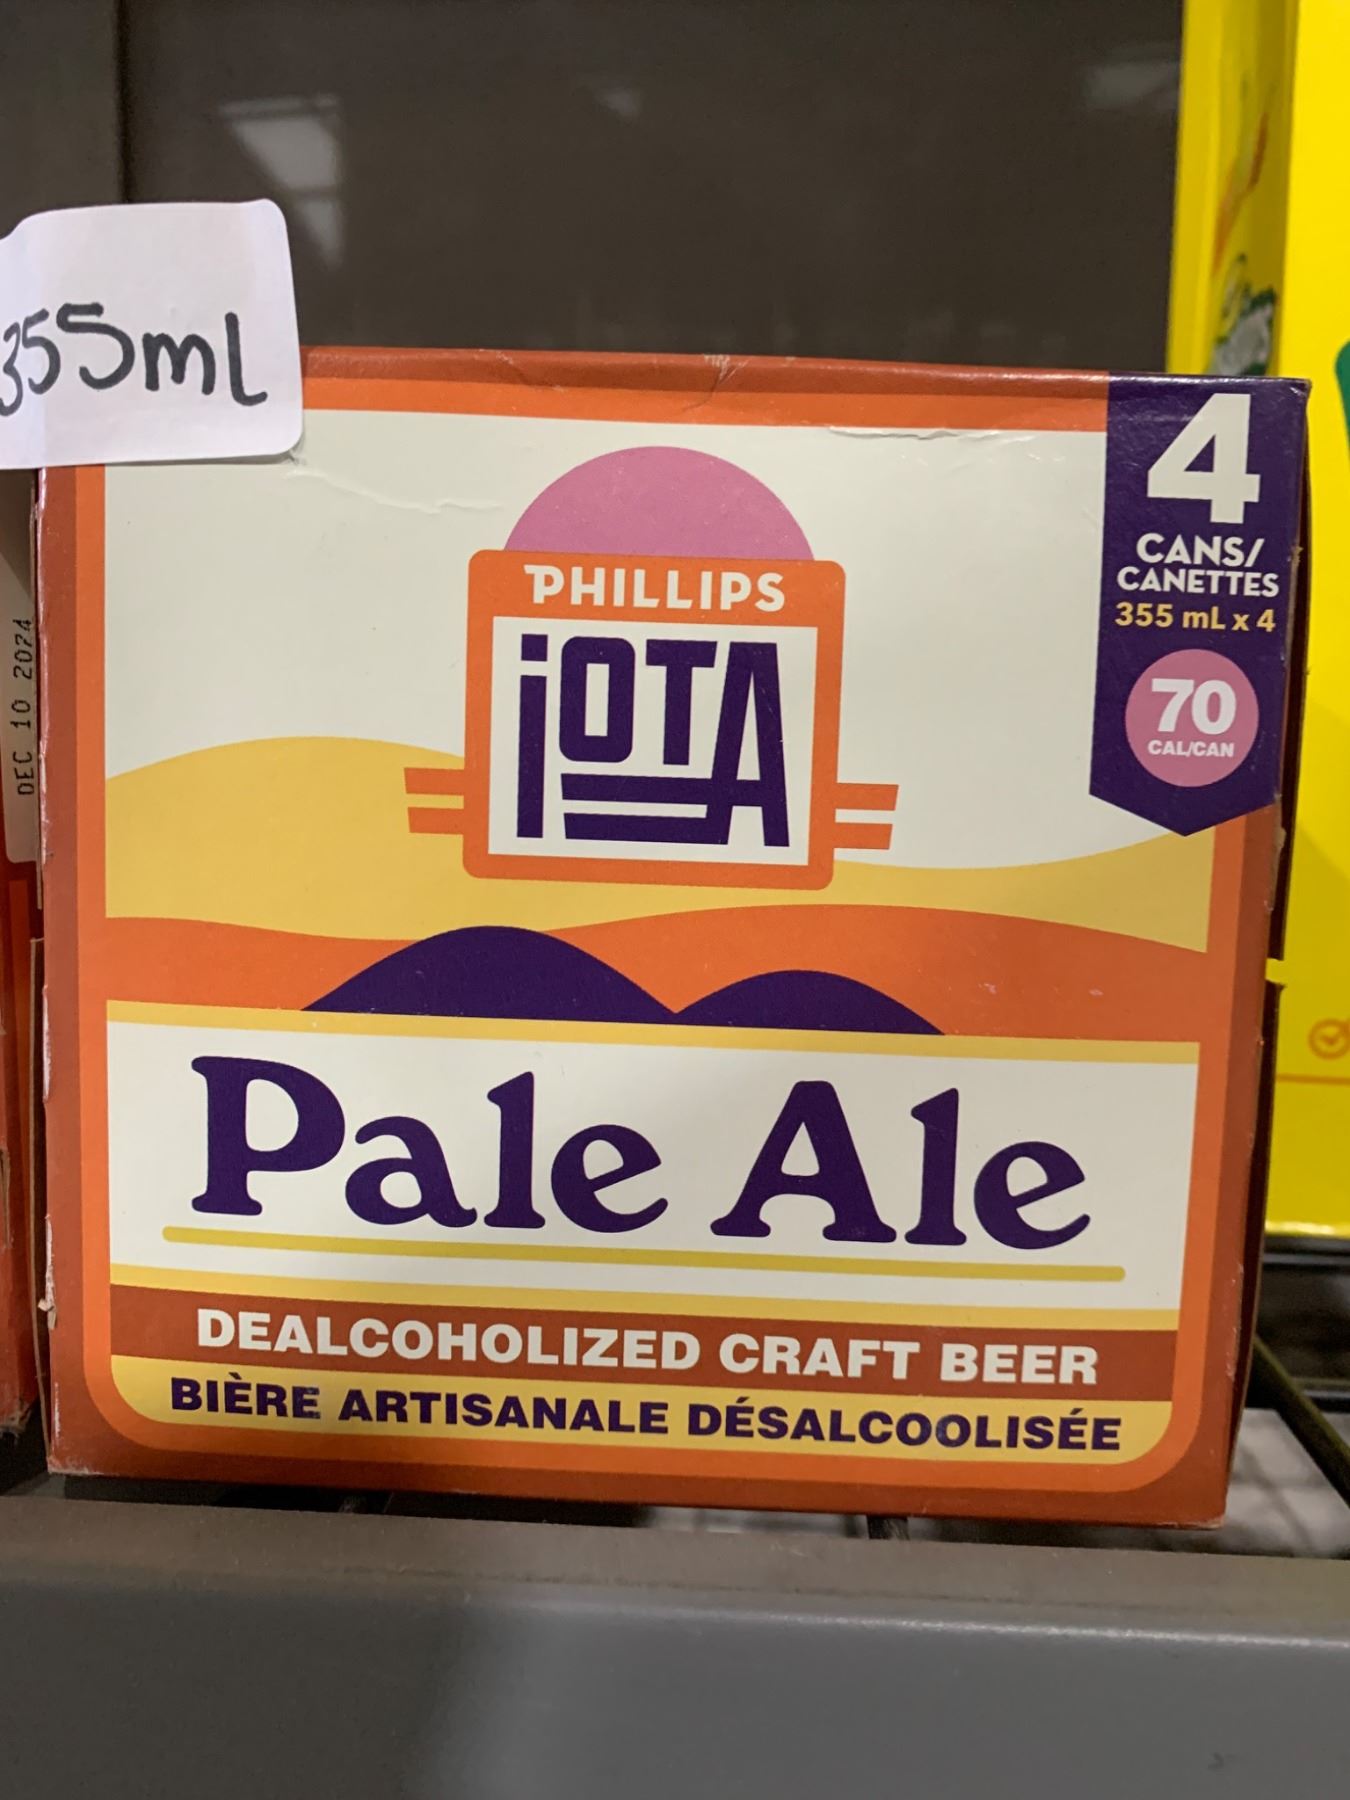 355ml
4
CANS/
CANETTES
355 mL x 4
70
CAL/CAN
PHILLIPS
iOTA
DEC 10 2024
Pale Ale
DEALCOHOLIZED CRAFT BEER
BIÈRE ARTISANALE DÉSALCOOLISÉE